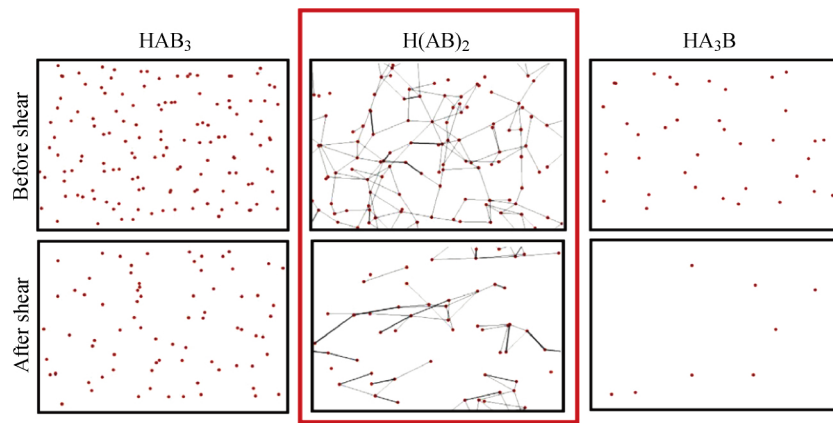 HAB₃
H(AB)₂
HA₃B
Before shear
After shear